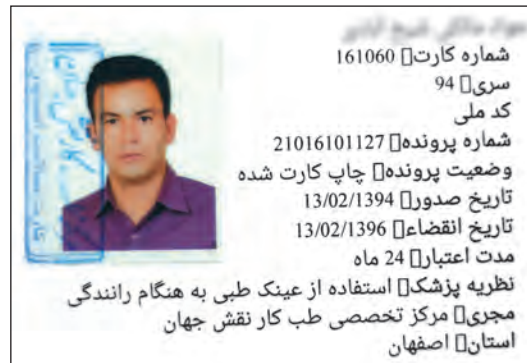 شماره کارت 161060
سری 94
کد ملی
شماره پرونده 21016101127
وضعیت پرونده چاپ کارت شده
تاریخ صدور 13/02/1394
تاریخ انقضاء 13/02/1396
مدت اعتبار 24 ماه
نظریه پزشک استفاده از عینک طبی به هنگام رانندگی
مجری مرکز تخصصی طب کار نقش جهان
استان اصفهان